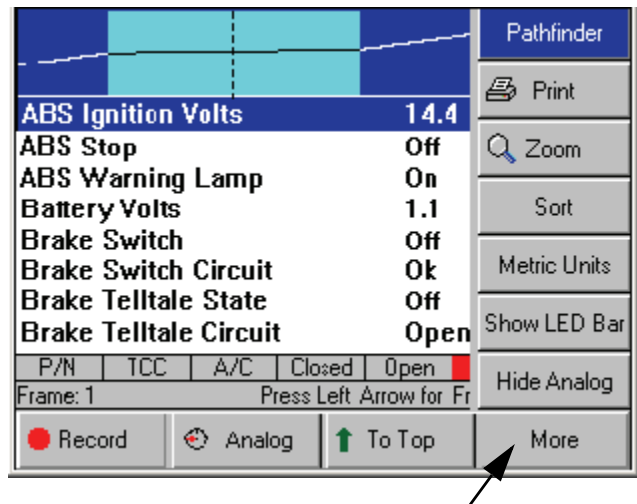 Pathfinder
Print
Zoom
Sort
Metric Units
Show LED Bar
Hide Analog
ABS Ignition Volts 14.4
ABS Stop Off
ABS Warning Lamp On
Battery Volts 1.1
Brake Switch Off
Brake Switch Circuit Ok
Brake Telltale State Off
Brake Telltale Circuit Open
P/N TCC A/C Closed Open
Frame: 1 Press Left Arrow for Fr
Record Analog To Top More